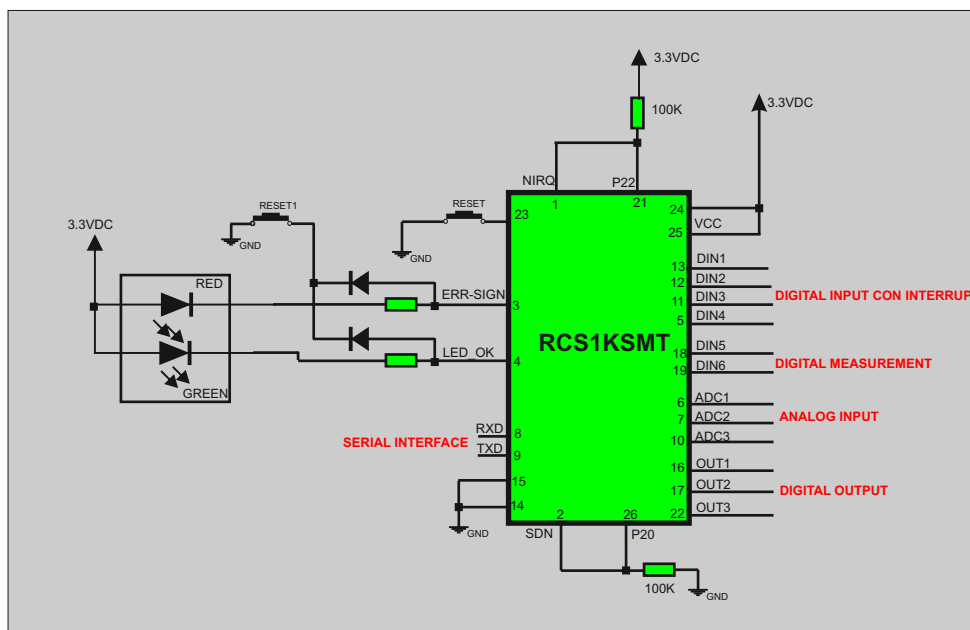 3.3VDC
100K
3.3VDC
NIRQ
P22
1
21
RESET1
RESET
23
24
VCC
25
3.3VDC
GND
GND
DIN1
13
DIN2
12
RED
DIN3
11
DIGITAL INPUT CON INTERRUP
ERR-SIGN
3
DIN4
5
RCS1KSMT
DIN5
18
LED_OK
4
DIN6
19
DIGITAL MEASUREMENT
GREEN
ADC1
6
ADC2
7
ANALOG INPUT
RXD
8
SERIAL INTERFACE
ADC3
10
TXD
9
OUT1
16
15
OUT2
17
DIGITAL OUTPUT
14
OUT3
22
2
26
GND
SDN
P20
100K
GND